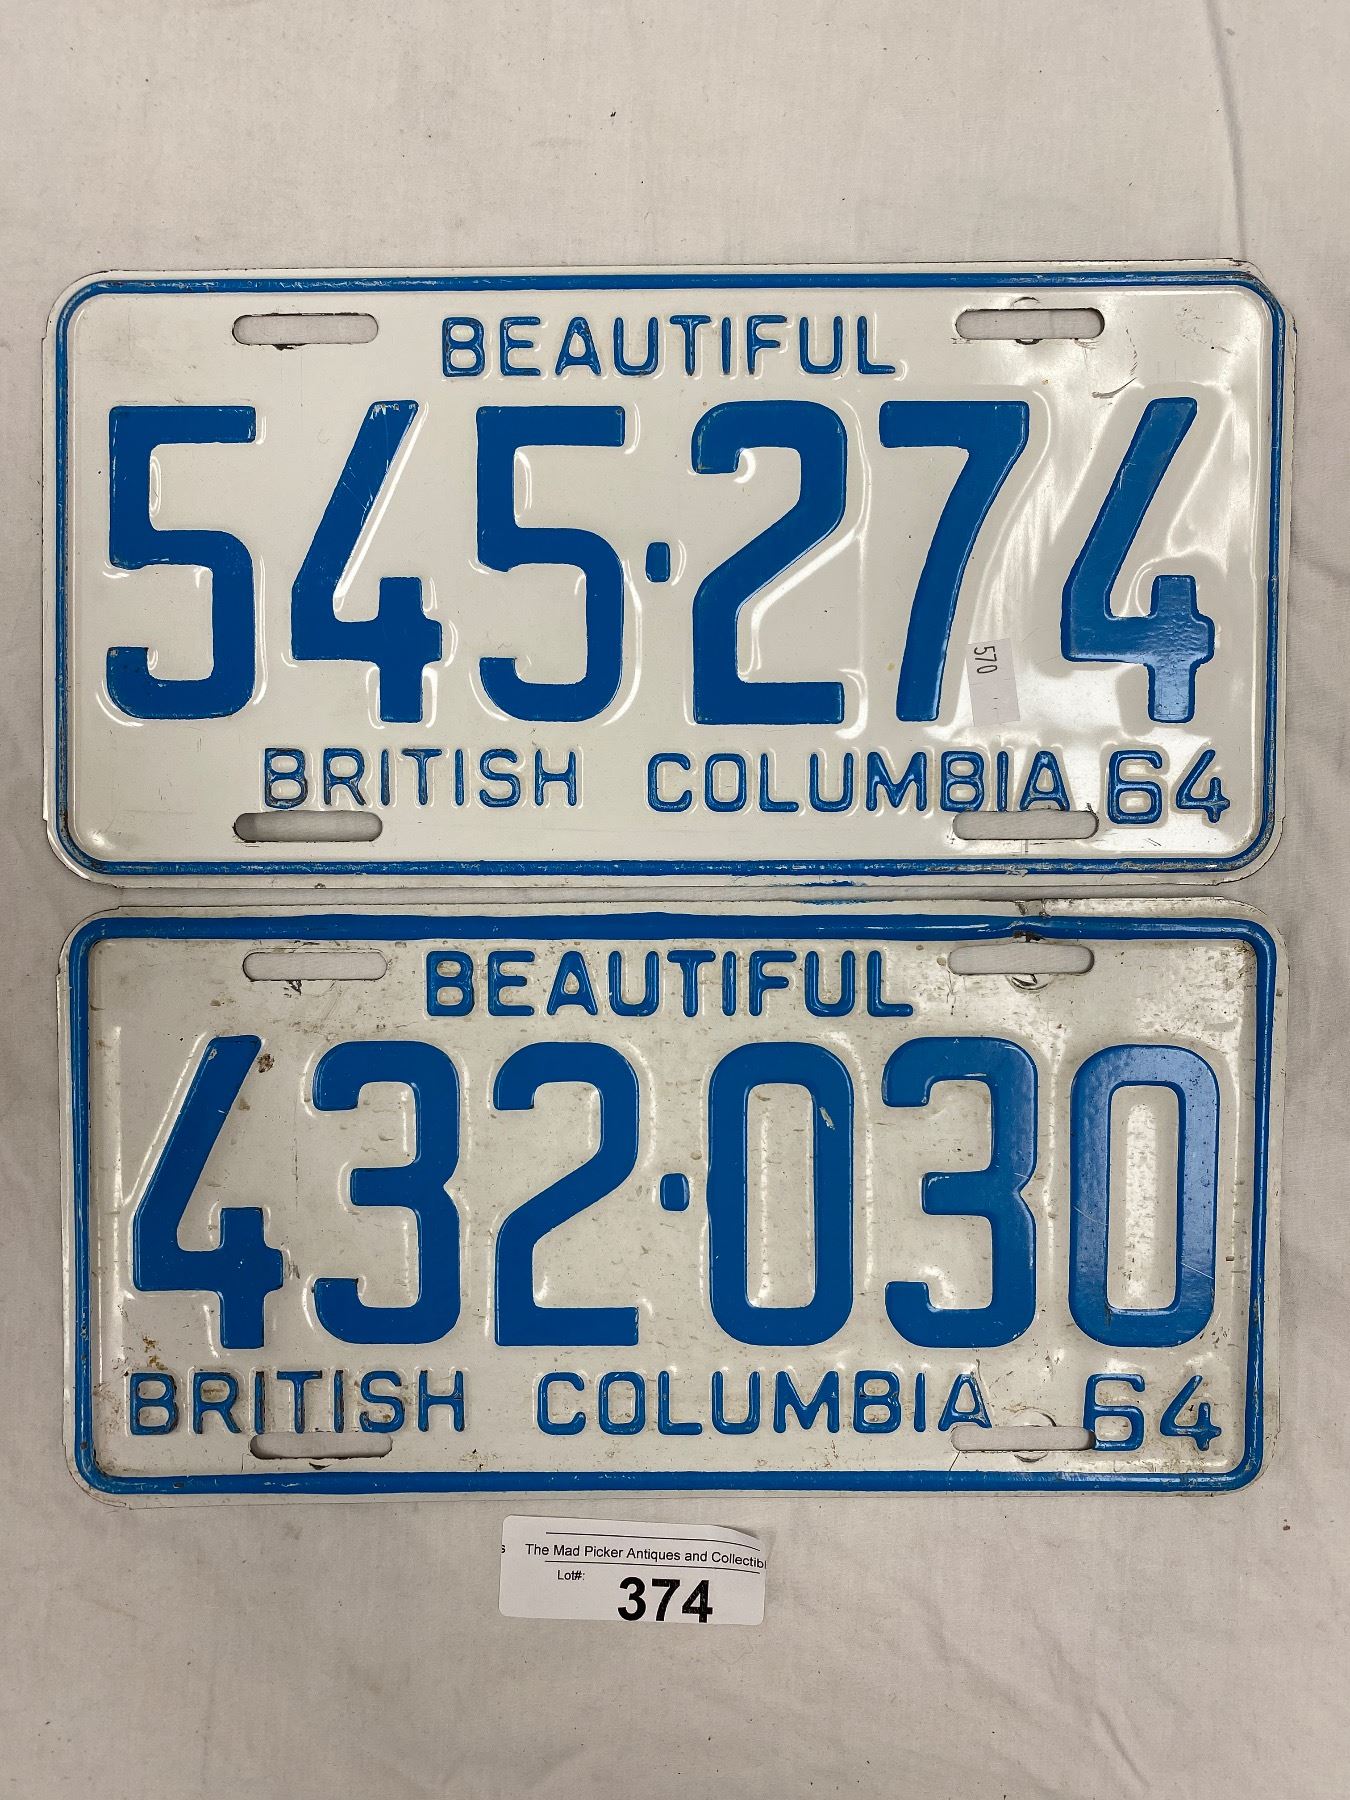 BEAUTIFUL
545·274
570
BRITISH COLUMBIA 64
BEAUTIFUL
432·030
BRITISH COLUMBIA 64
s The Mad Picker Antiques and Collectibl
Lot#:
374